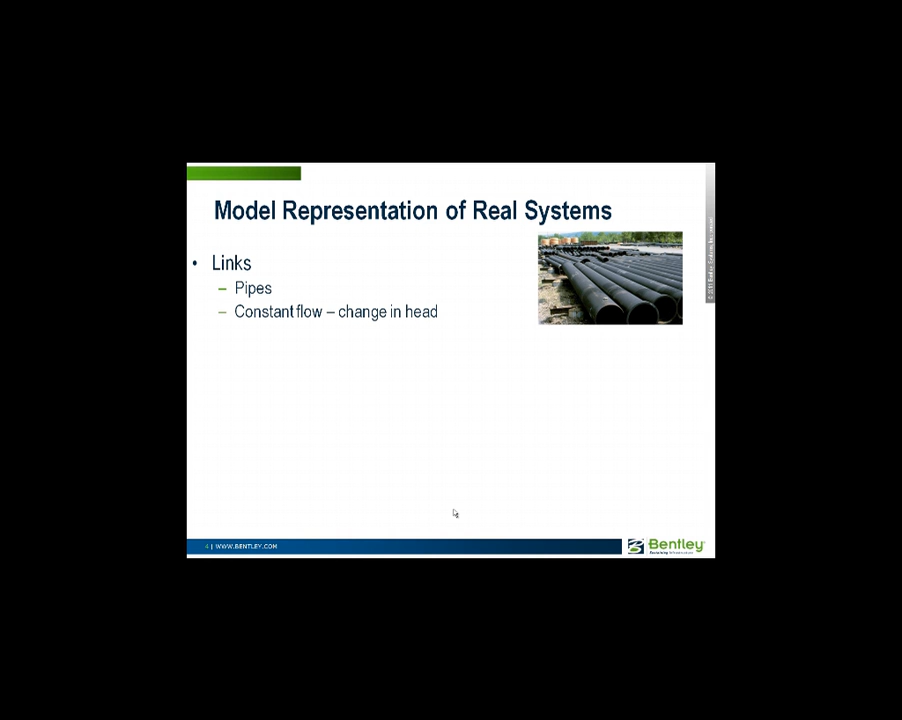 Model Representation of Real Systems
• Links
– Pipes
– Constant flow – change in head
4 | WWW.BENTLEY.COM
Bentley